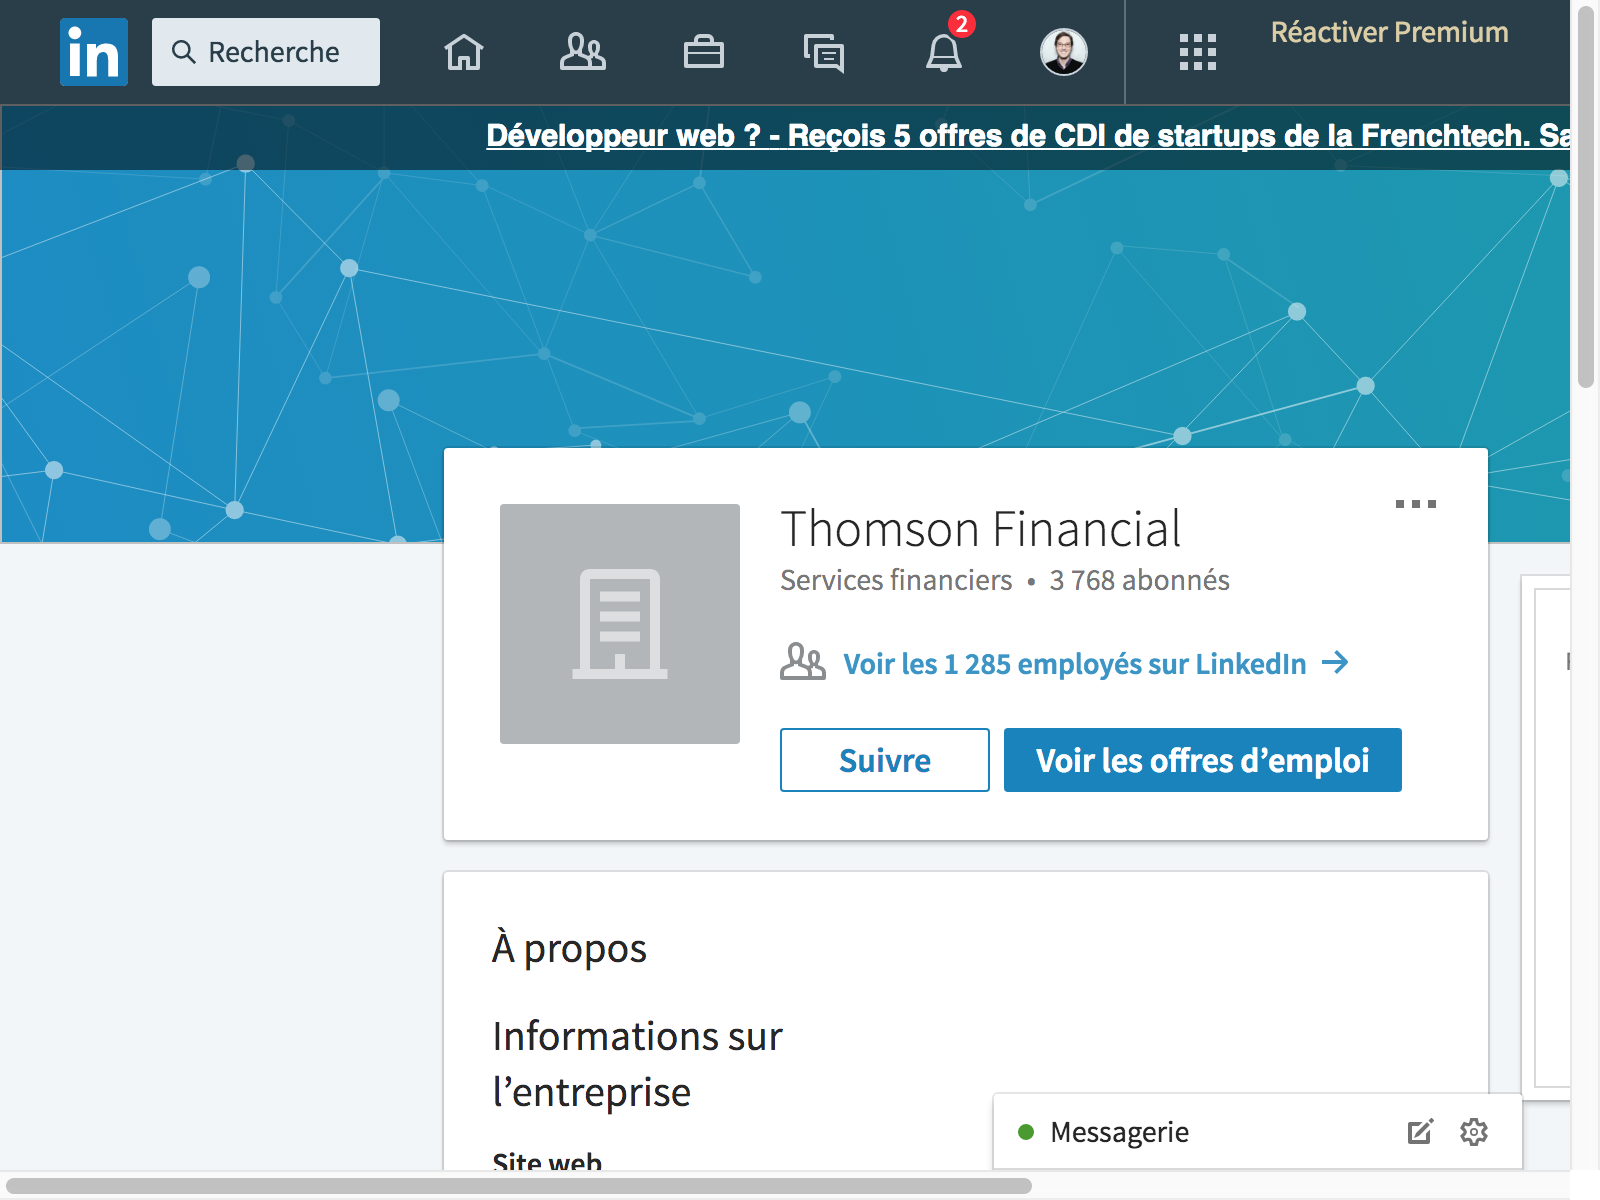 in
Recherche
2
Réactiver Premium
Développeur web ? - Reçois 5 offres de CDI de startups de la Frenchtech. Sa
Thomson Financial
Services financiers • 3 768 abonnés
Voir les 1 285 employés sur LinkedIn →
Suivre
Voir les offres d’emploi
À propos
Informations sur
l’entreprise
Site web
Messagerie